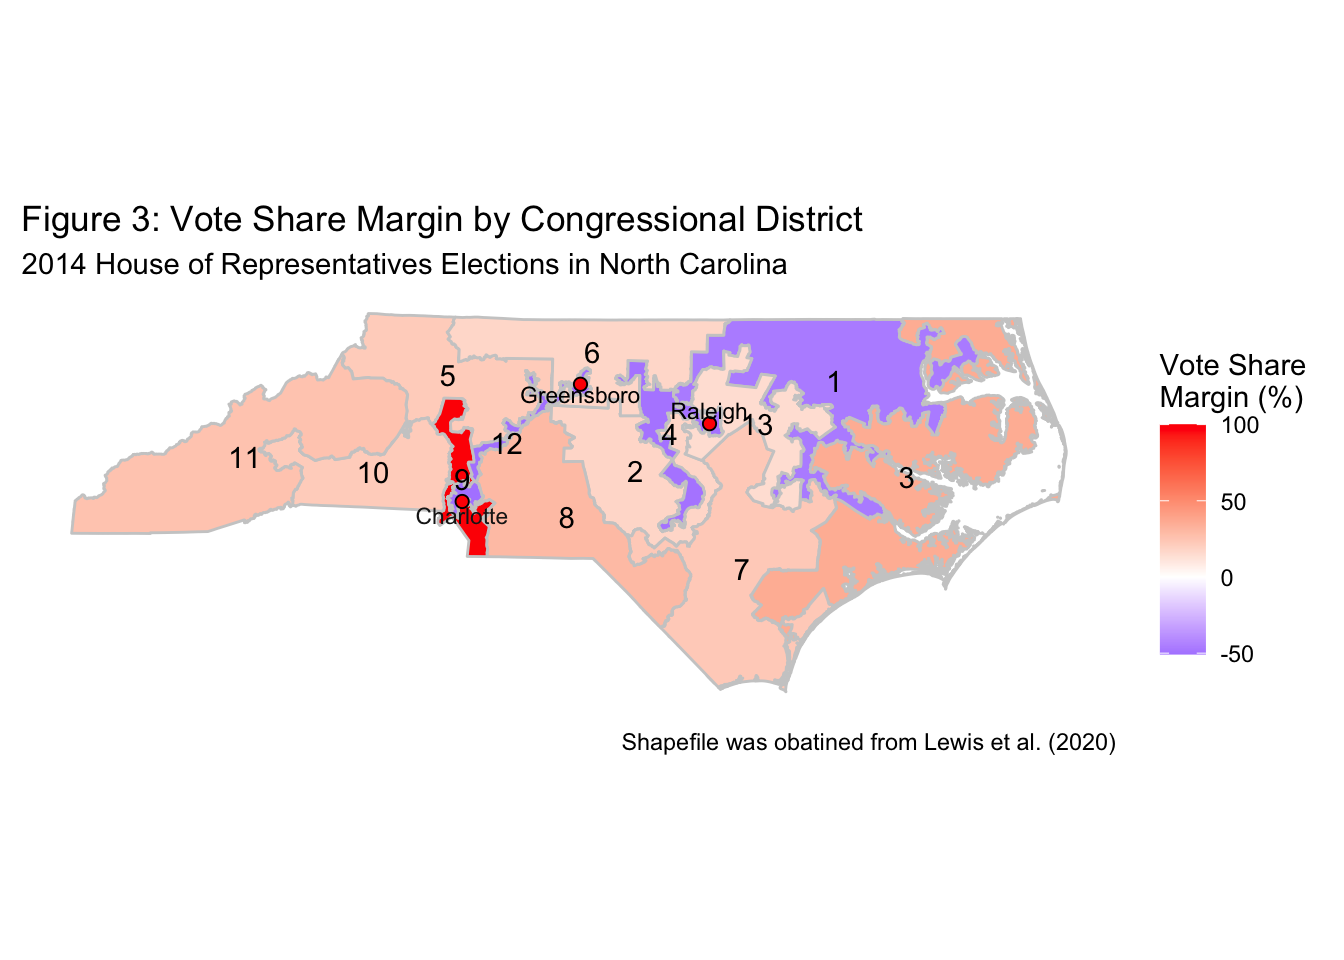 Figure 3: Vote Share Margin by Congressional District
2014 House of Representatives Elections in North Carolina
Vote Share
Margin (%)
100
50
0
-50
6
5
Greensboro
1
Raleigh
13
4
12
11
10
9
2
3
Charlotte
8
7
Shapefile was obatined from Lewis et al. (2020)